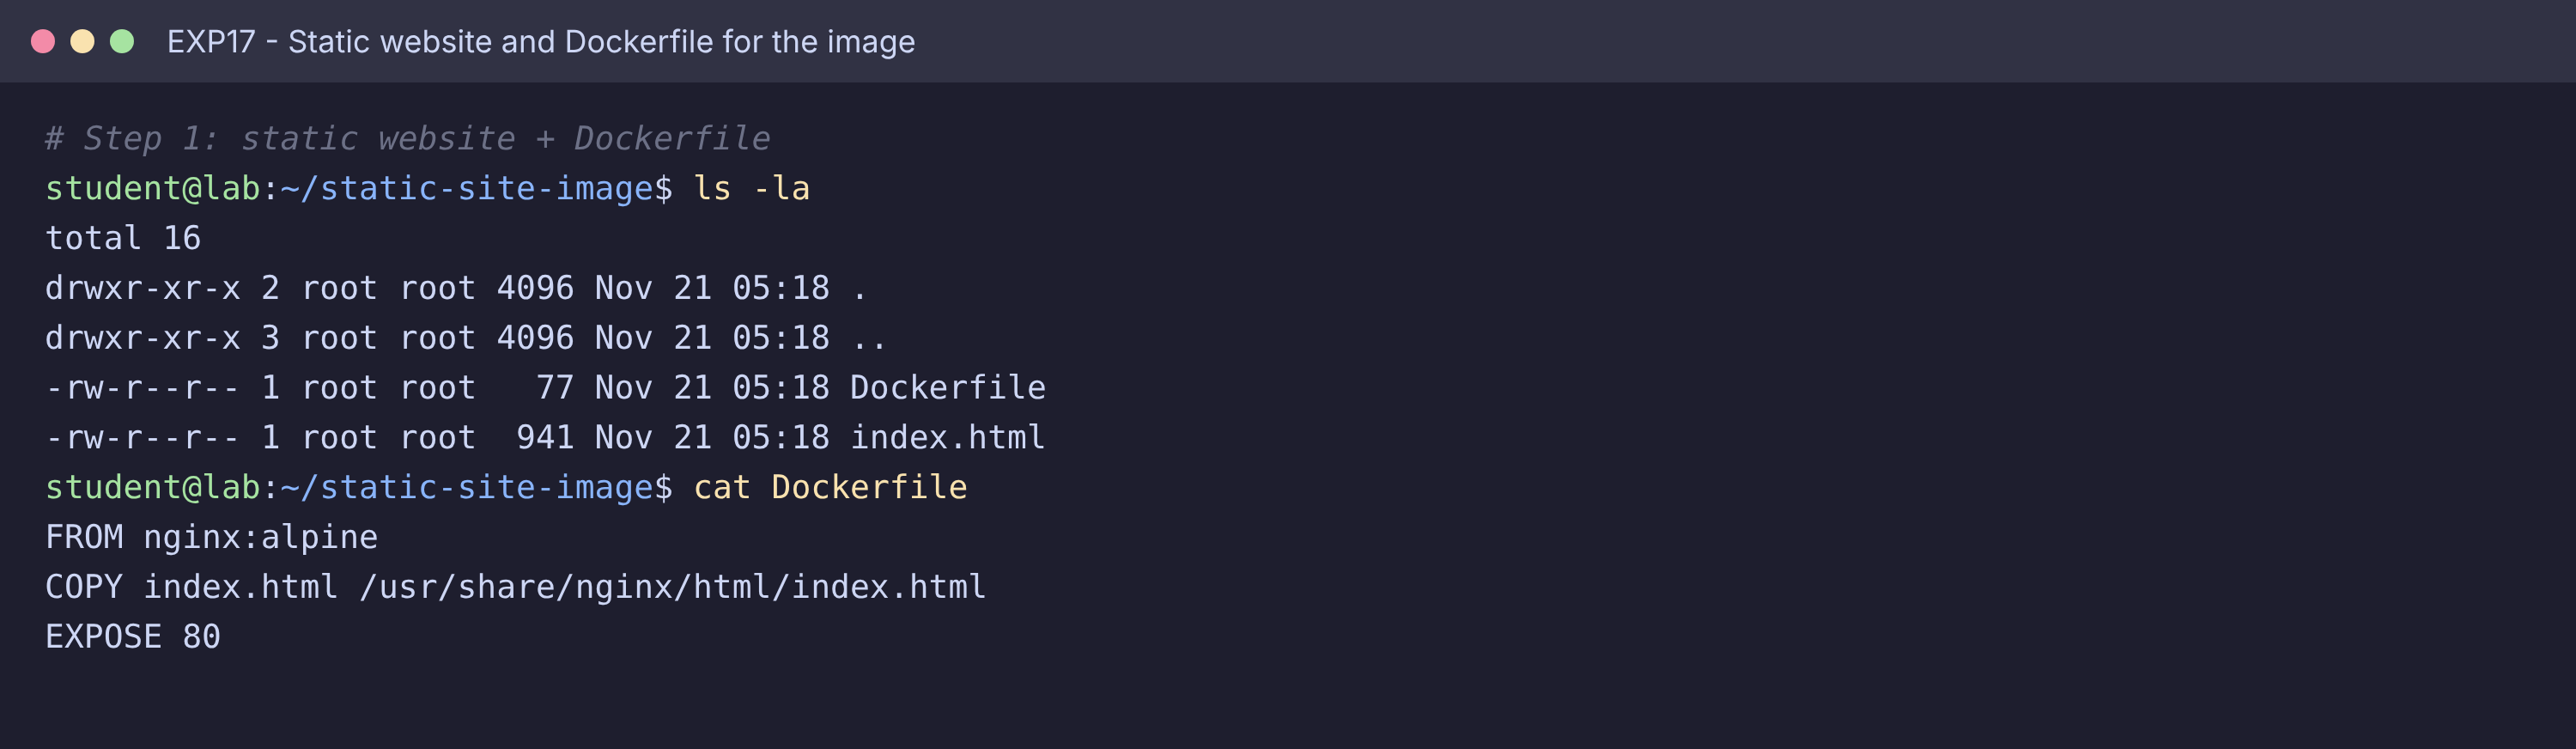 EXP17 - Static website and Dockerfile for the image
# Step 1: static website + Dockerfile
student@lab:~/static-site-image$ ls -la
total 16
drwxr-xr-x 2 root root 4096 Nov 21 05:18 .
drwxr-xr-x 3 root root 4096 Nov 21 05:18 ..
-rw-r--r-- 1 root root   77 Nov 21 05:18 Dockerfile
-rw-r--r-- 1 root root  941 Nov 21 05:18 index.html
student@lab:~/static-site-image$ cat Dockerfile
FROM nginx:alpine
COPY index.html /usr/share/nginx/html/index.html
EXPOSE 80